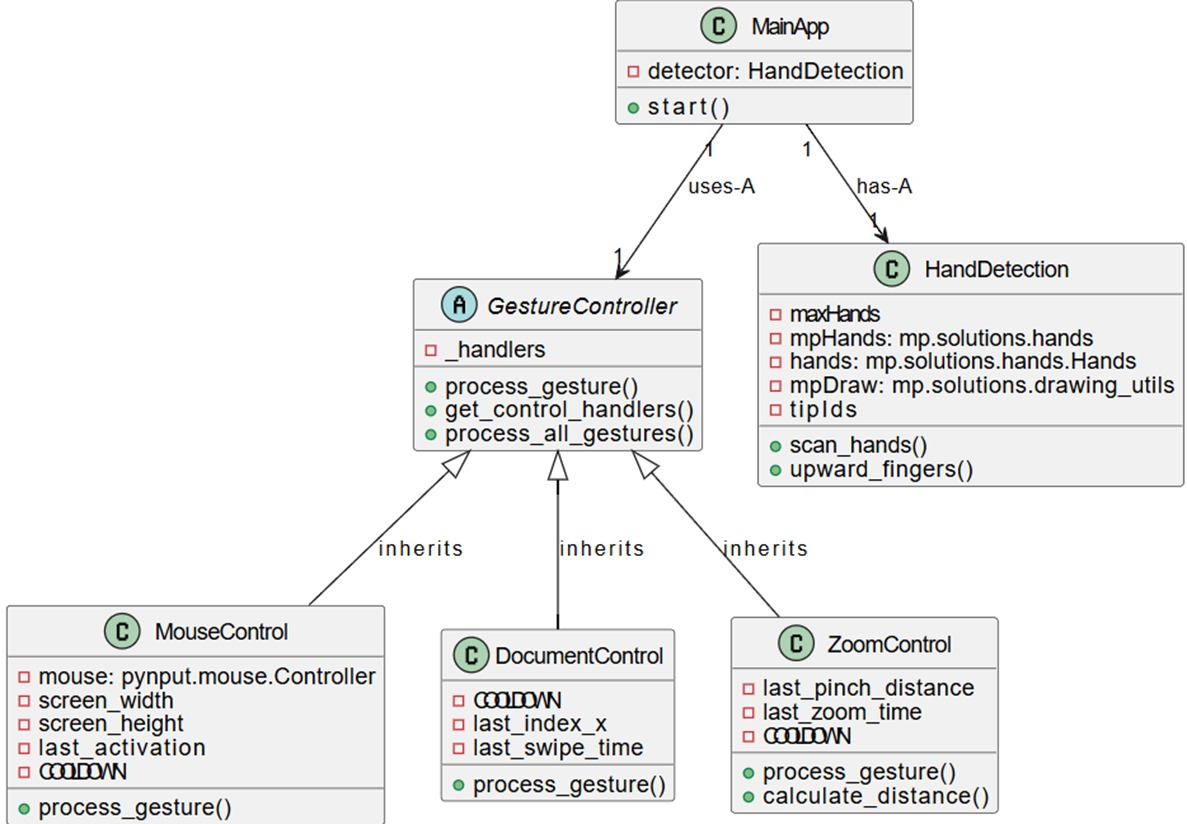 C MainApp
detector: HandDetection
start()
1
1
uses-A
has-A
1
1
A GestureController
_handlers
process_gesture()
get_control_handlers()
process_all_gestures()
C HandDetection
maxHands
mpHands: mp.solutions.hands
hands: mp.solutions.hands.Hands
mpDraw: mp.solutions.drawing_utils
tipIds
scan_hands()
upward_fingers()
inherits
inherits
inherits
C MouseControl
mouse: pynput.mouse.Controller
screen_width
screen_height
last_activation
COOLDOWN
process_gesture()
C DocumentControl
COOLDOWN
last_index_x
last_swipe_time
process_gesture()
C ZoomControl
last_pinch_distance
last_zoom_time
COOLDOWN
process_gesture()
calculate_distance()